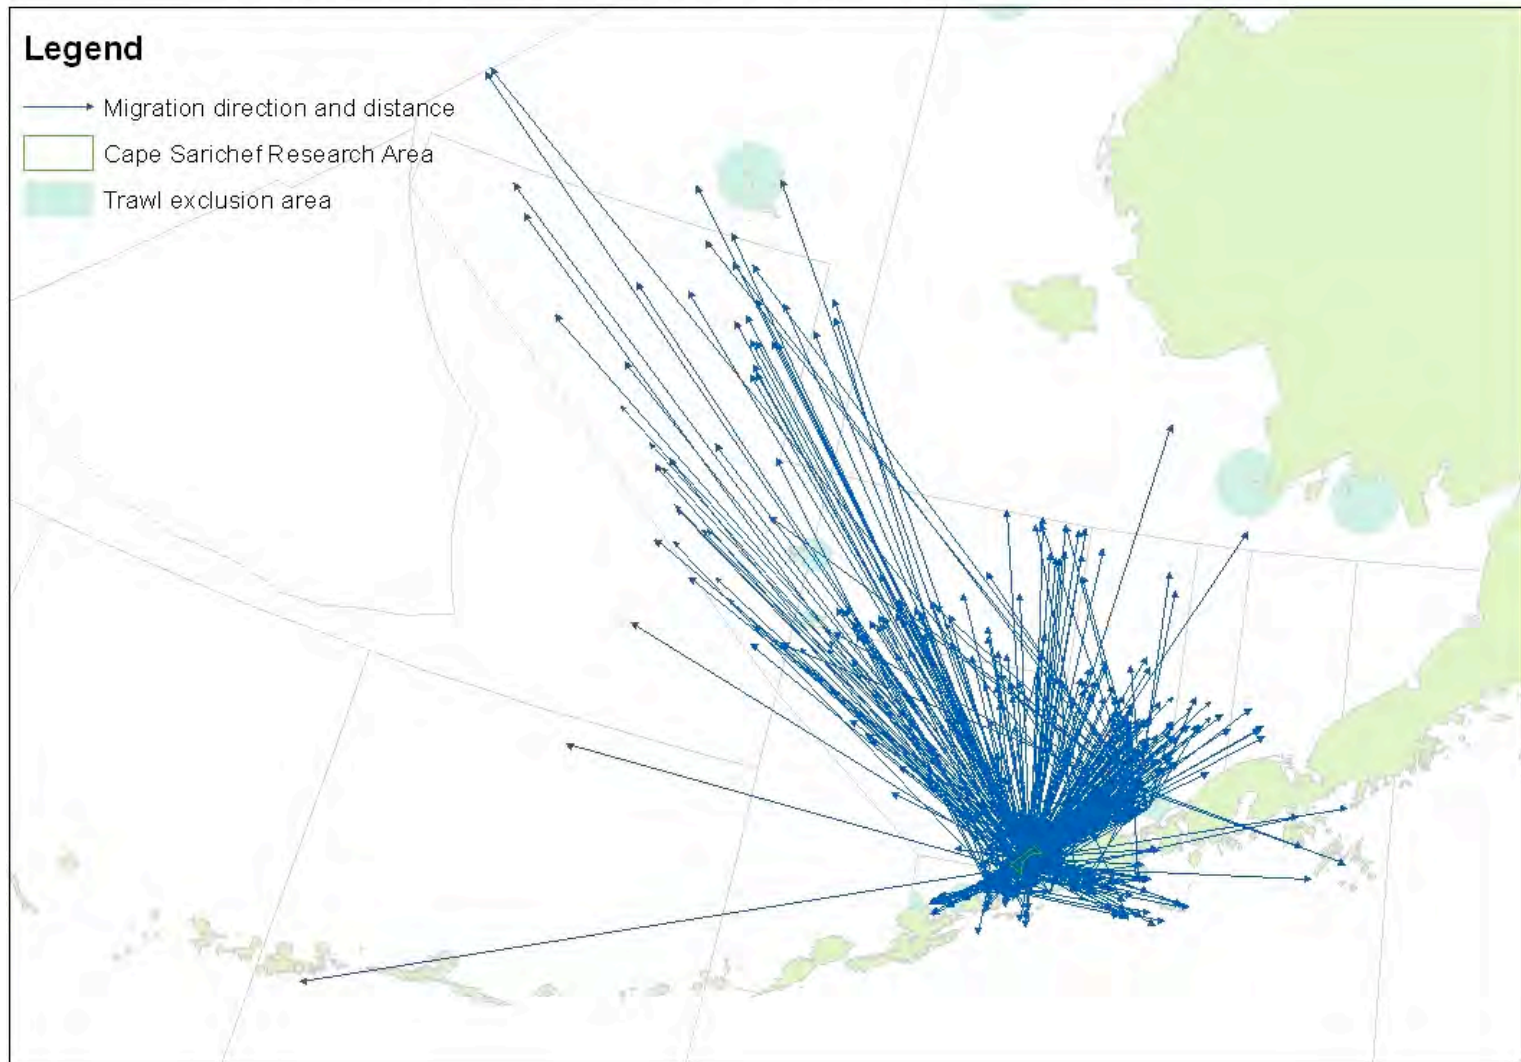 Legend
Migration direction and distance
Cape Sarichef Research Area
Trawl exclusion area